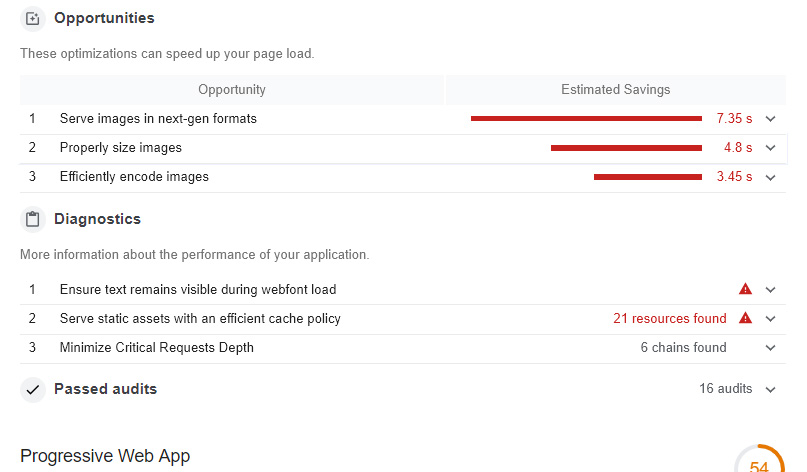 Opportunities
These optimizations can speed up your page load.
Opportunity Estimated Savings
1 Serve images in next-gen formats 7.35 s
2 Properly size images 4.8 s
3 Efficiently encode images 3.45 s
Diagnostics
More information about the performance of your application.
1 Ensure text remains visible during webfont load
2 Serve static assets with an efficient cache policy 21 resources found
3 Minimize Critical Requests Depth 6 chains found
Passed audits 16 audits
Progressive Web App 54